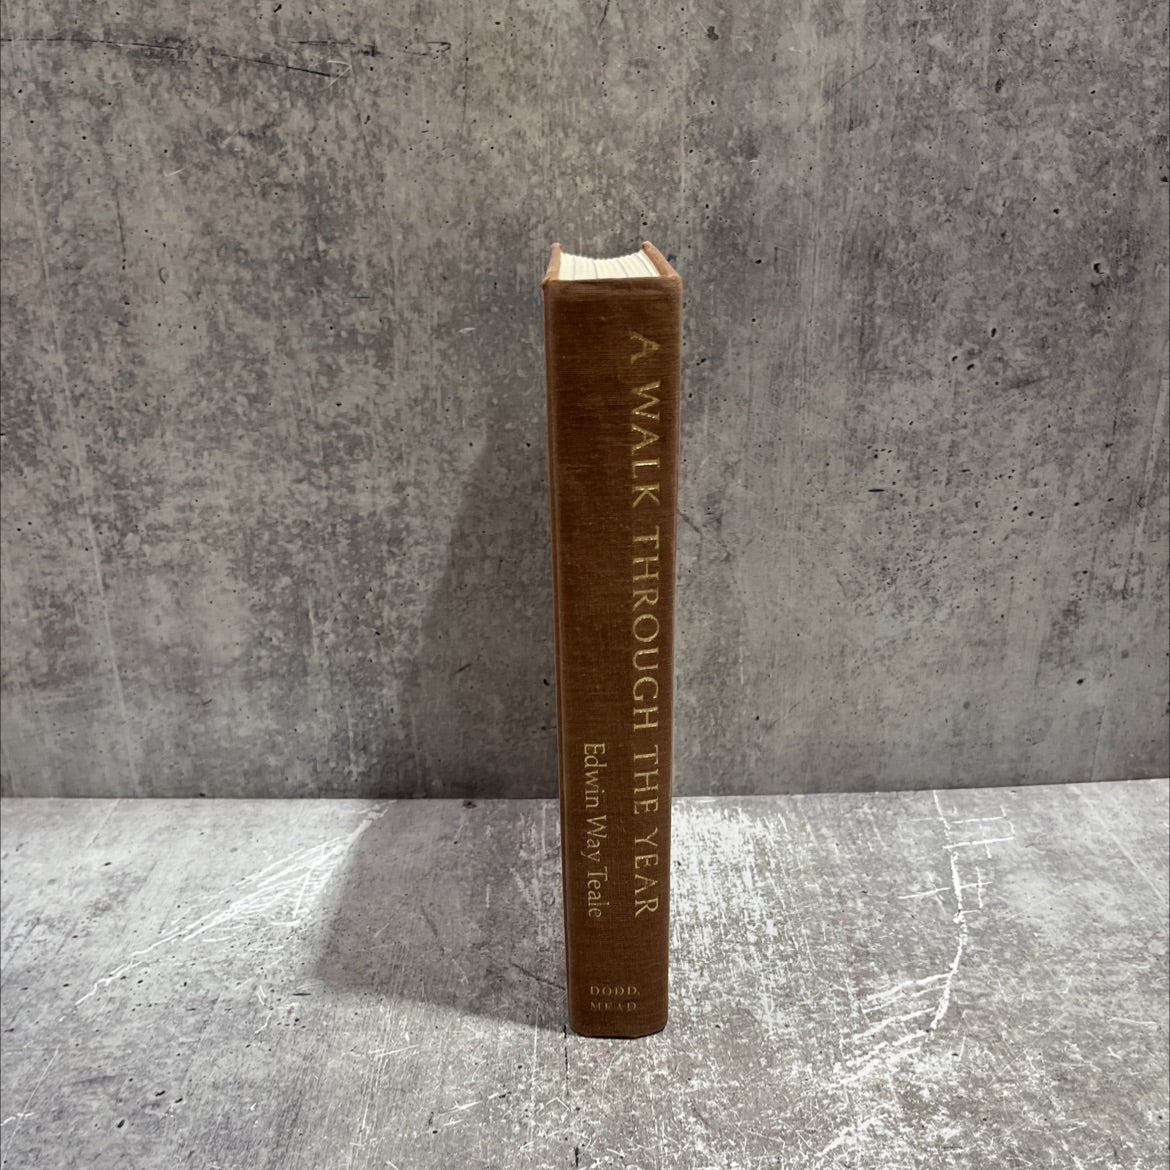 A WALK THROUGH THE YEAR
Edwin Way Teale
DODD,
MEAD